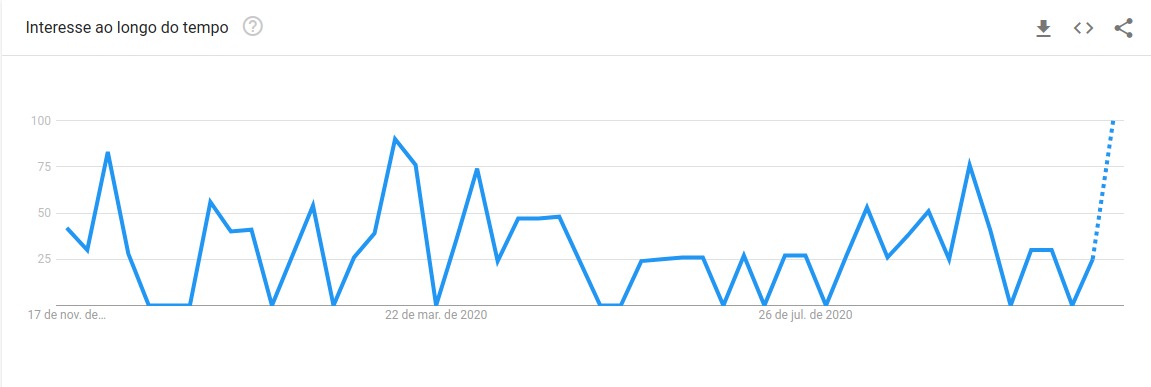 Interesse ao longo do tempo ?
100
75
50
25
17 de nov. de... 22 de mar. de 2020 26 de jul. de 2020